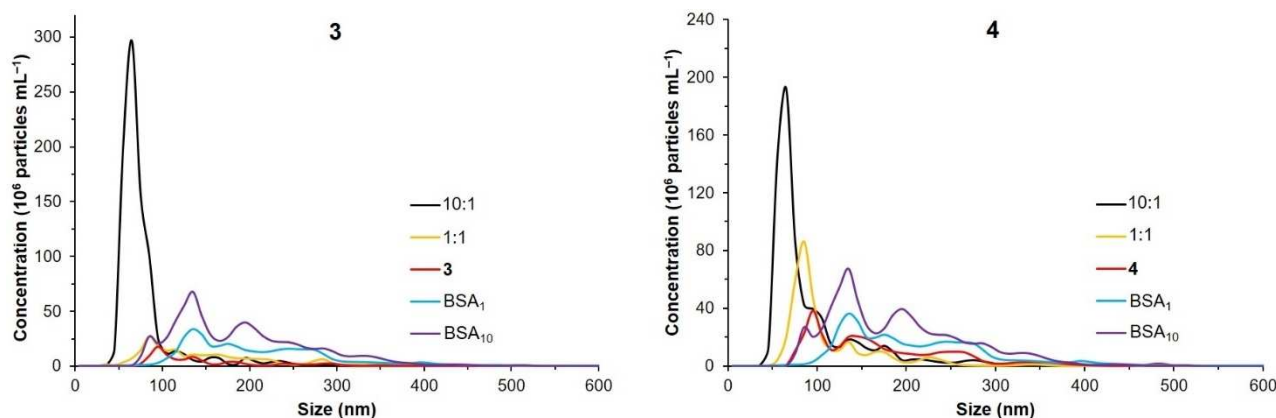 3
Concentration (10⁶ particles mL⁻¹)
300
250
200
150
100
50
0
10:1
1:1
3
BSA₁
BSA₁₀
0 100 200 300 400 500 600
Size (nm)
4
Concentration (10⁶ particles mL⁻¹)
240
200
160
120
80
40
0
10:1
1:1
4
BSA₁
BSA₁₀
0 100 200 300 400 500 600
Size (nm)